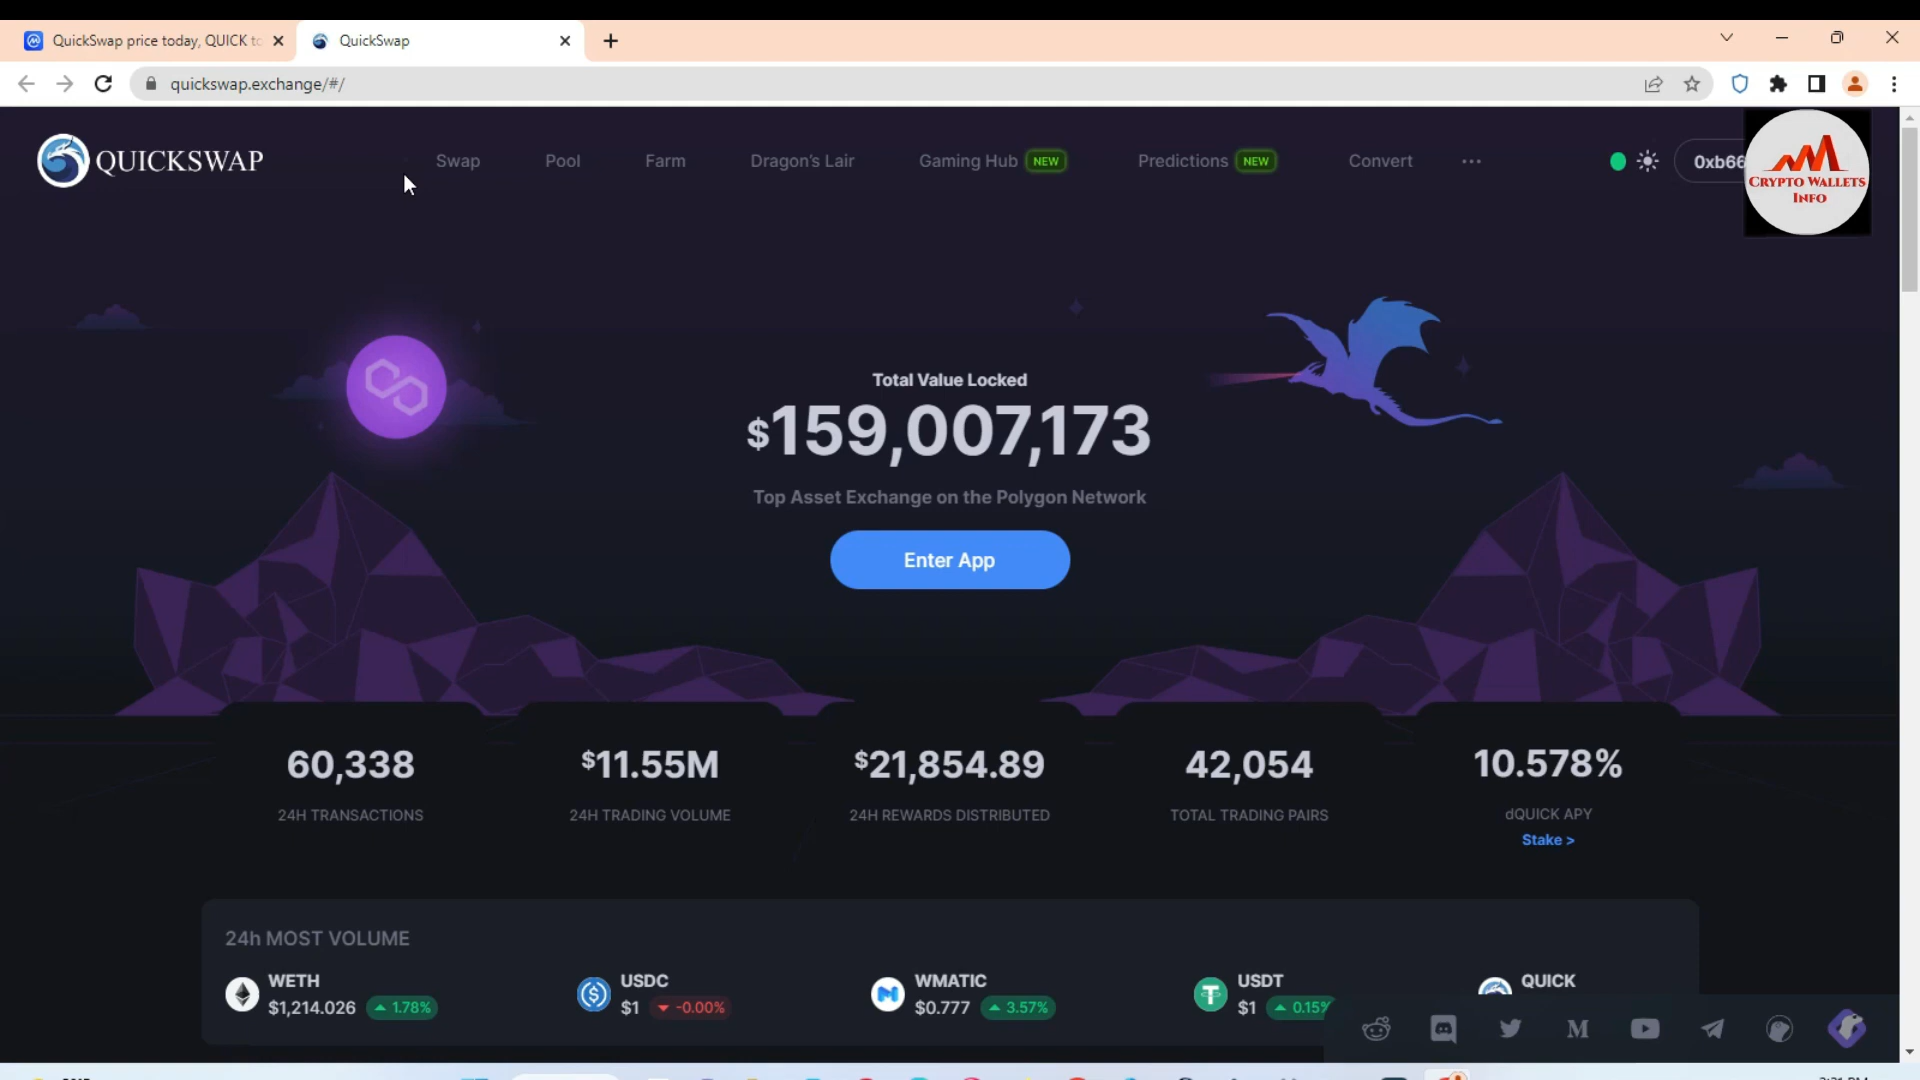 QuickSwap price today, QUICK to
QuickSwap
quickswap.exchange/#/
QUICKSWAP
Swap
Pool
Farm
Dragon's Lair
Gaming Hub NEW
Predictions NEW
Convert
0xb66
CRYPTO WALLETS
INFO
Total Value Locked
$159,007,173
Top Asset Exchange on the Polygon Network
Enter App
60,338
24H TRANSACTIONS
$11.55M
24H TRADING VOLUME
$21,854.89
24H REWARDS DISTRIBUTED
42,054
TOTAL TRADING PAIRS
10.578%
dQUICK APY
Stake >
24h MOST VOLUME
WETH
$1,214.026 1.78%
USDC
$1 -0.00%
WMATIC
$0.777 3.57%
USDT
$1 0.15%
QUICK